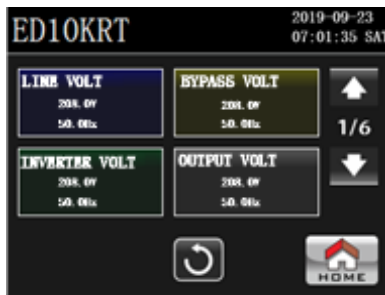 ED10KRT
2019-09-23
07:01:35 SAT
LINE VOLT
208.0V
50.0Hz
BYPASS VOLT
208.0V
50.0Hz
1/6
INVERTER VOLT
208.0V
50.0Hz
OUTPUT VOLT
208.0V
50.0Hz
HOME